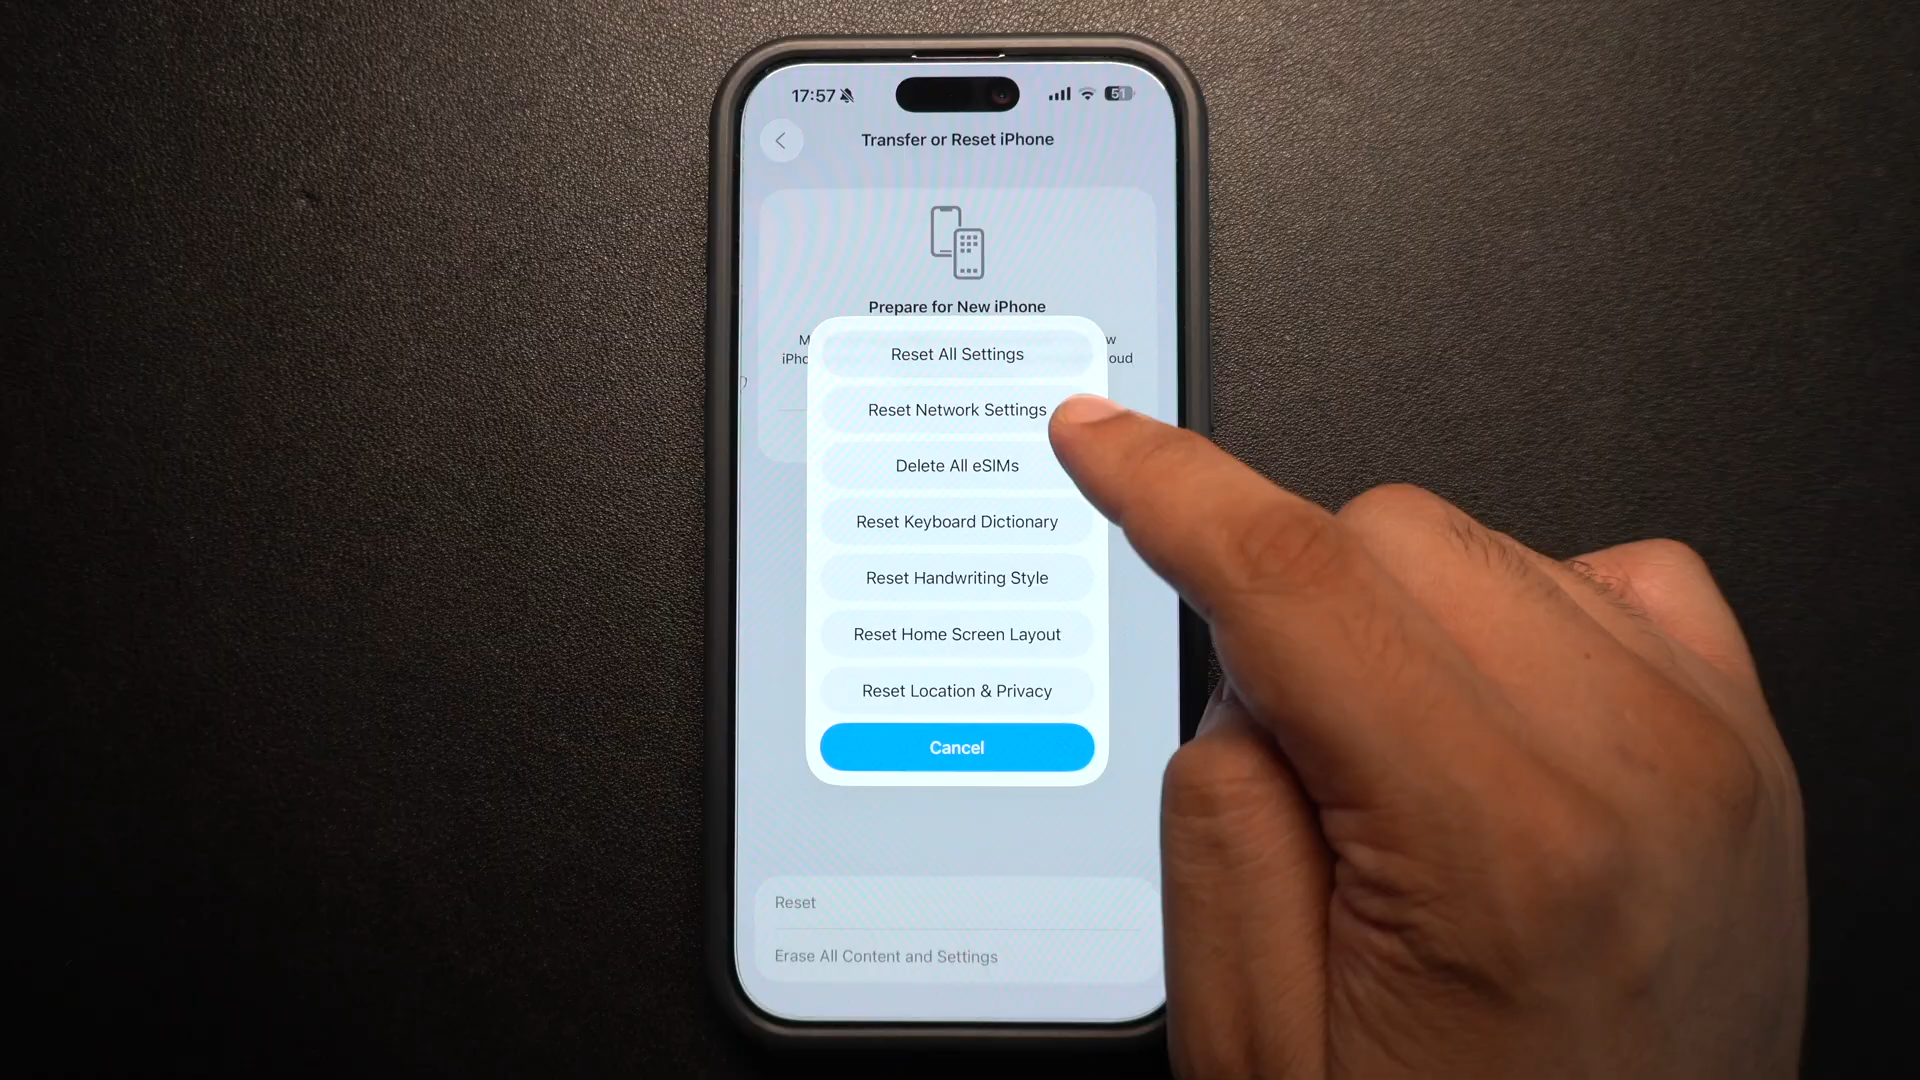 17:57
51
Transfer or Reset iPhone
Prepare for New iPhone
Reset All Settings
Reset Network Settings
Delete All eSIMs
Reset Keyboard Dictionary
Reset Handwriting Style
Reset Home Screen Layout
Reset Location & Privacy
Cancel
Reset
Erase All Content and Settings